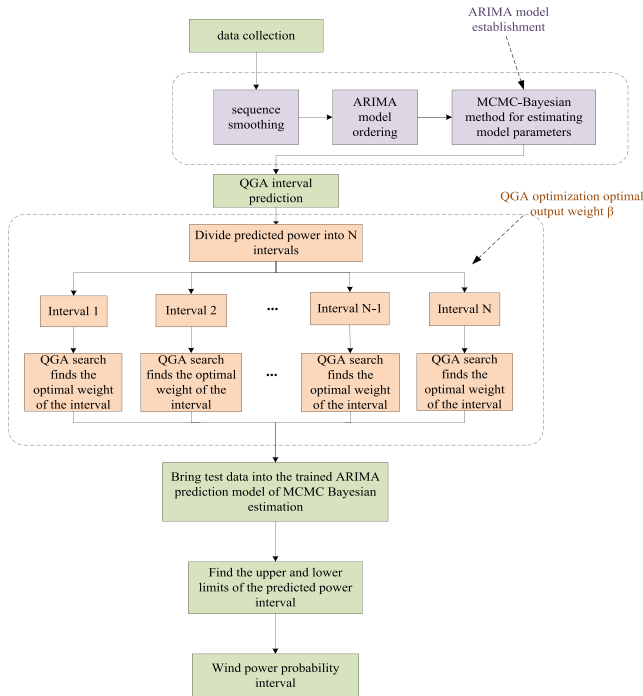 ARIMA model
establishment
data collection
sequence
smoothing
ARIMA
model
ordering
MCMC-Bayesian
method for estimating
model parameters
QGA interval
prediction
QGA optimization optimal
output weight β
Divide predicted power into N
intervals
Interval 1
Interval 2
...
Interval N-1
Interval N
QGA search
finds the
optimal weight
of the interval
QGA search
finds the optimal
weight of the
interval
...
QGA search
finds the
optimal weight
of the interval
QGA search
finds the
optimal weight
of the interval
Bring test data into the trained ARIMA
prediction model of MCMC Bayesian
estimation
Find the upper and lower
limits of the predicted power
interval
Wind power probability
interval